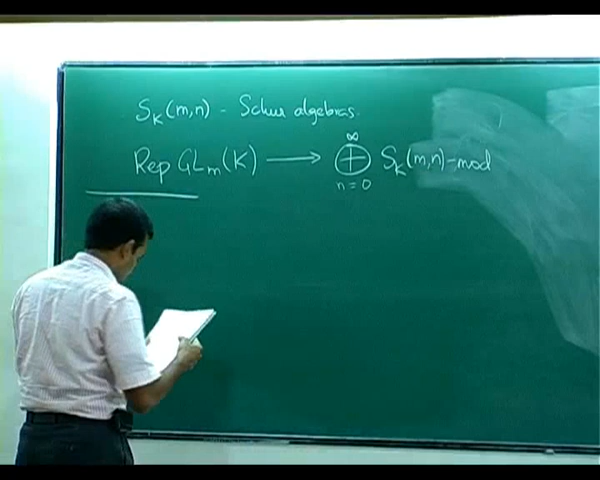 S_K(m,n) - Schur algebras.
Rep GL_m(K) ⟶ ⊕_{n=0}^{∞} S_K(m,n)-mod